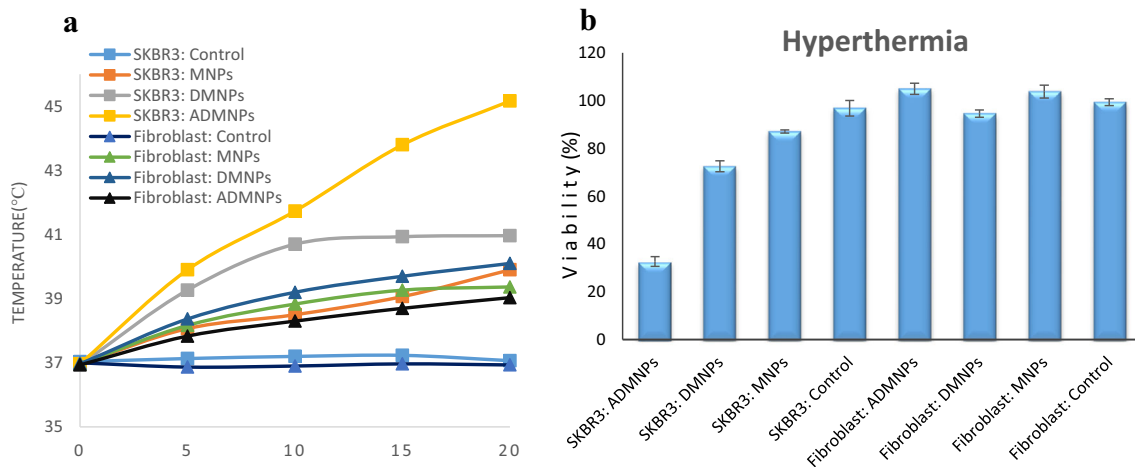 a
SKBR3: Control
SKBR3: MNPs
SKBR3: DMNPs
SKBR3: ADMNPs
Fibroblast: Control
Fibroblast: MNPs
Fibroblast: DMNPs
Fibroblast: ADMNPs
TEMPERATURE(°C)
45
43
41
39
37
35
0 5 10 15 20
b
Hyperthermia
Viability (%)
120
100
80
60
40
20
0
SKBR3: ADMNPs
SKBR3: DMNPs
SKBR3: MNPs
SKBR3: Control
Fibroblast: ADMNPs
Fibroblast: DMNPs
Fibroblast: MNPs
Fibroblast: Control